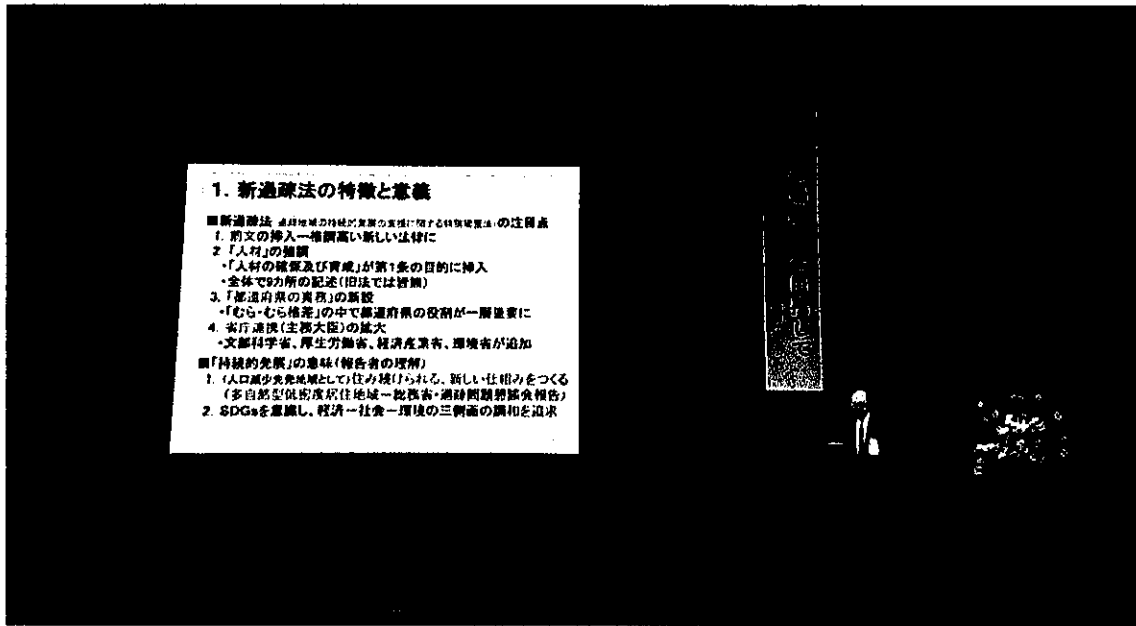 1. 新過疎法の特徴と意義
■新過疎法(過疎地域の持続的発展の支援に関する特別措置法)の注目点
1. 前文の挿入－格調高い新しい法律に
2. 「人材」の強調
・「人材の確保及び育成」が第1条の目的に挿入
・全体で9カ所の記述(旧法では皆無)
3. 「都道府県の責務」の新設
・「むら・むら格差」の中で都道府県の役割が一層重要に
4. 省庁連携(主務大臣)の拡大
・文部科学省、厚生労働省、経済産業省、環境省が追加
■「持続的発展」の意味(報告者の理解)
1. (人口減少先発地域として)住み続けられる、新しい仕組みをつくる
(多自然型低密度居住地域－総務省・過疎問題懇談会報告)
2. SDGsを意識し、経済－社会－環境の三側面の調和を追求